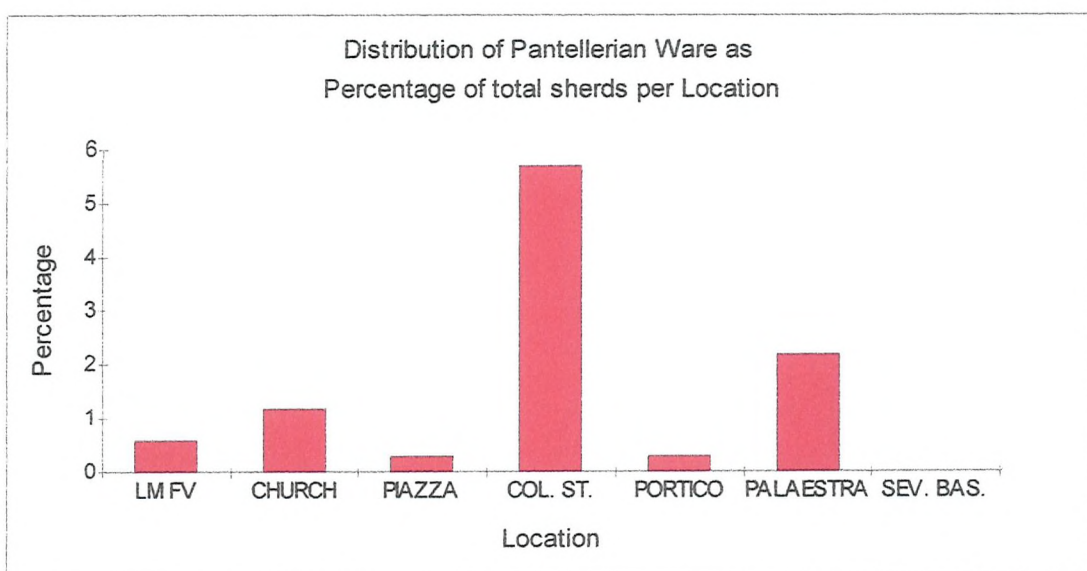 Distribution of Pantellerian Ware as
Percentage of total sherds per Location
Percentage
6
5
4
3
2
1
0
LM FV CHURCH PIAZZA COL. ST. PORTICO PALAESTRA SEV. BAS.
Location